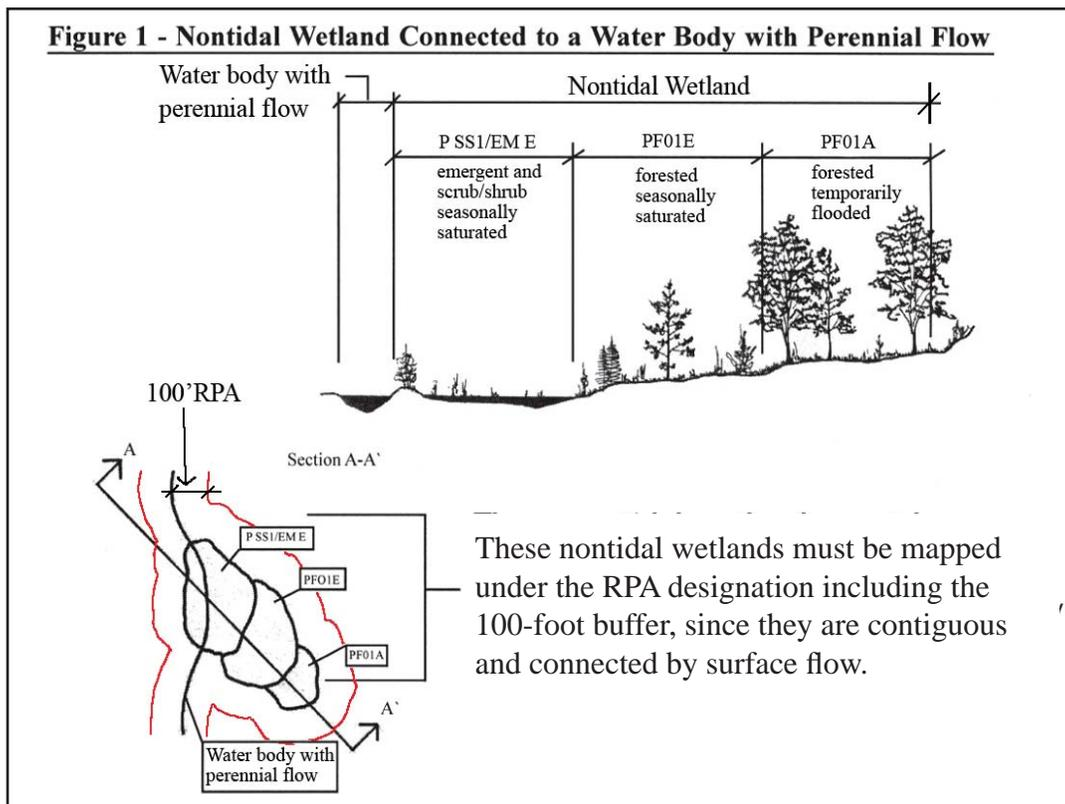 Figure 1 - Nontidal Wetland Connected to a Water Body with Perennial Flow
Water body with
perennial flow
Nontidal Wetland
P SS1/EM E
PF01E
PF01A
emergent and
scrub/shrub
seasonally
saturated
forested
seasonally
saturated
forested
temporarily
flooded
100'RPA
A
Section A-A`
P SS1/EM E
PFO1E
PF01A
A`
Water body with
perennial flow
These nontidal wetlands must be mapped
under the RPA designation including the
100-foot buffer, since they are contiguous
and connected by surface flow.